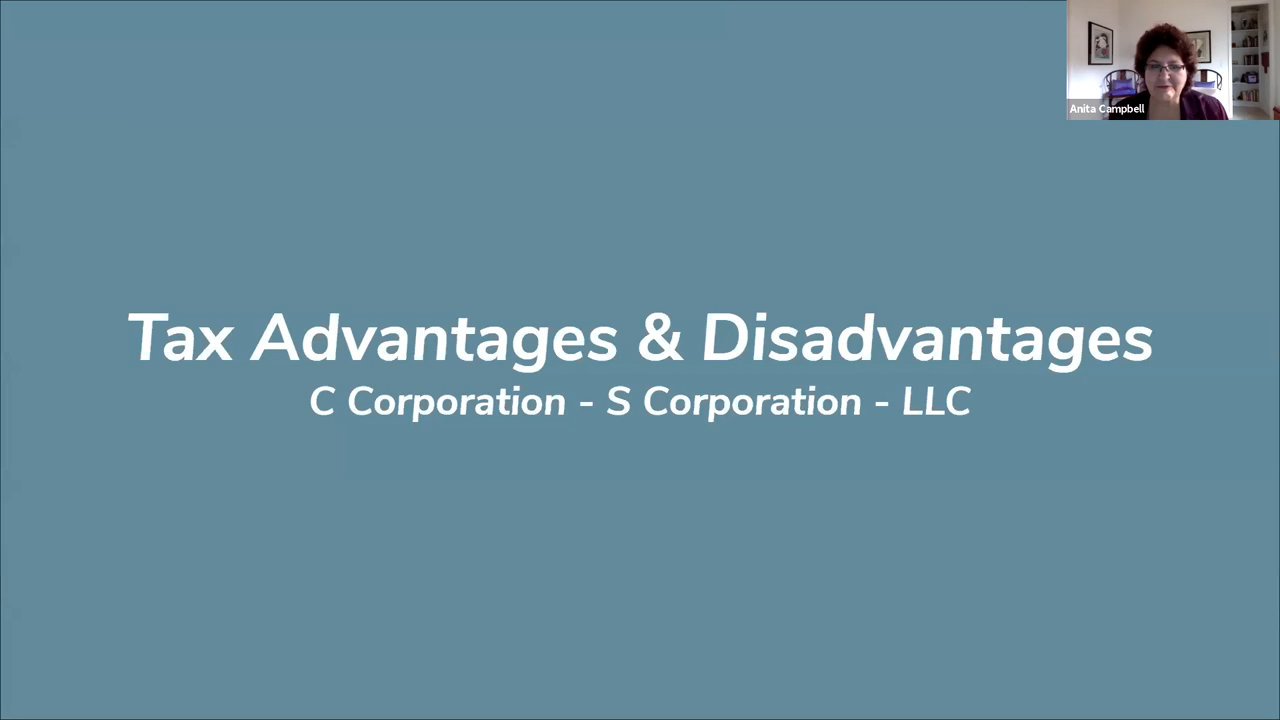 Anita Campbell
Tax Advantages & Disadvantages
C Corporation - S Corporation - LLC